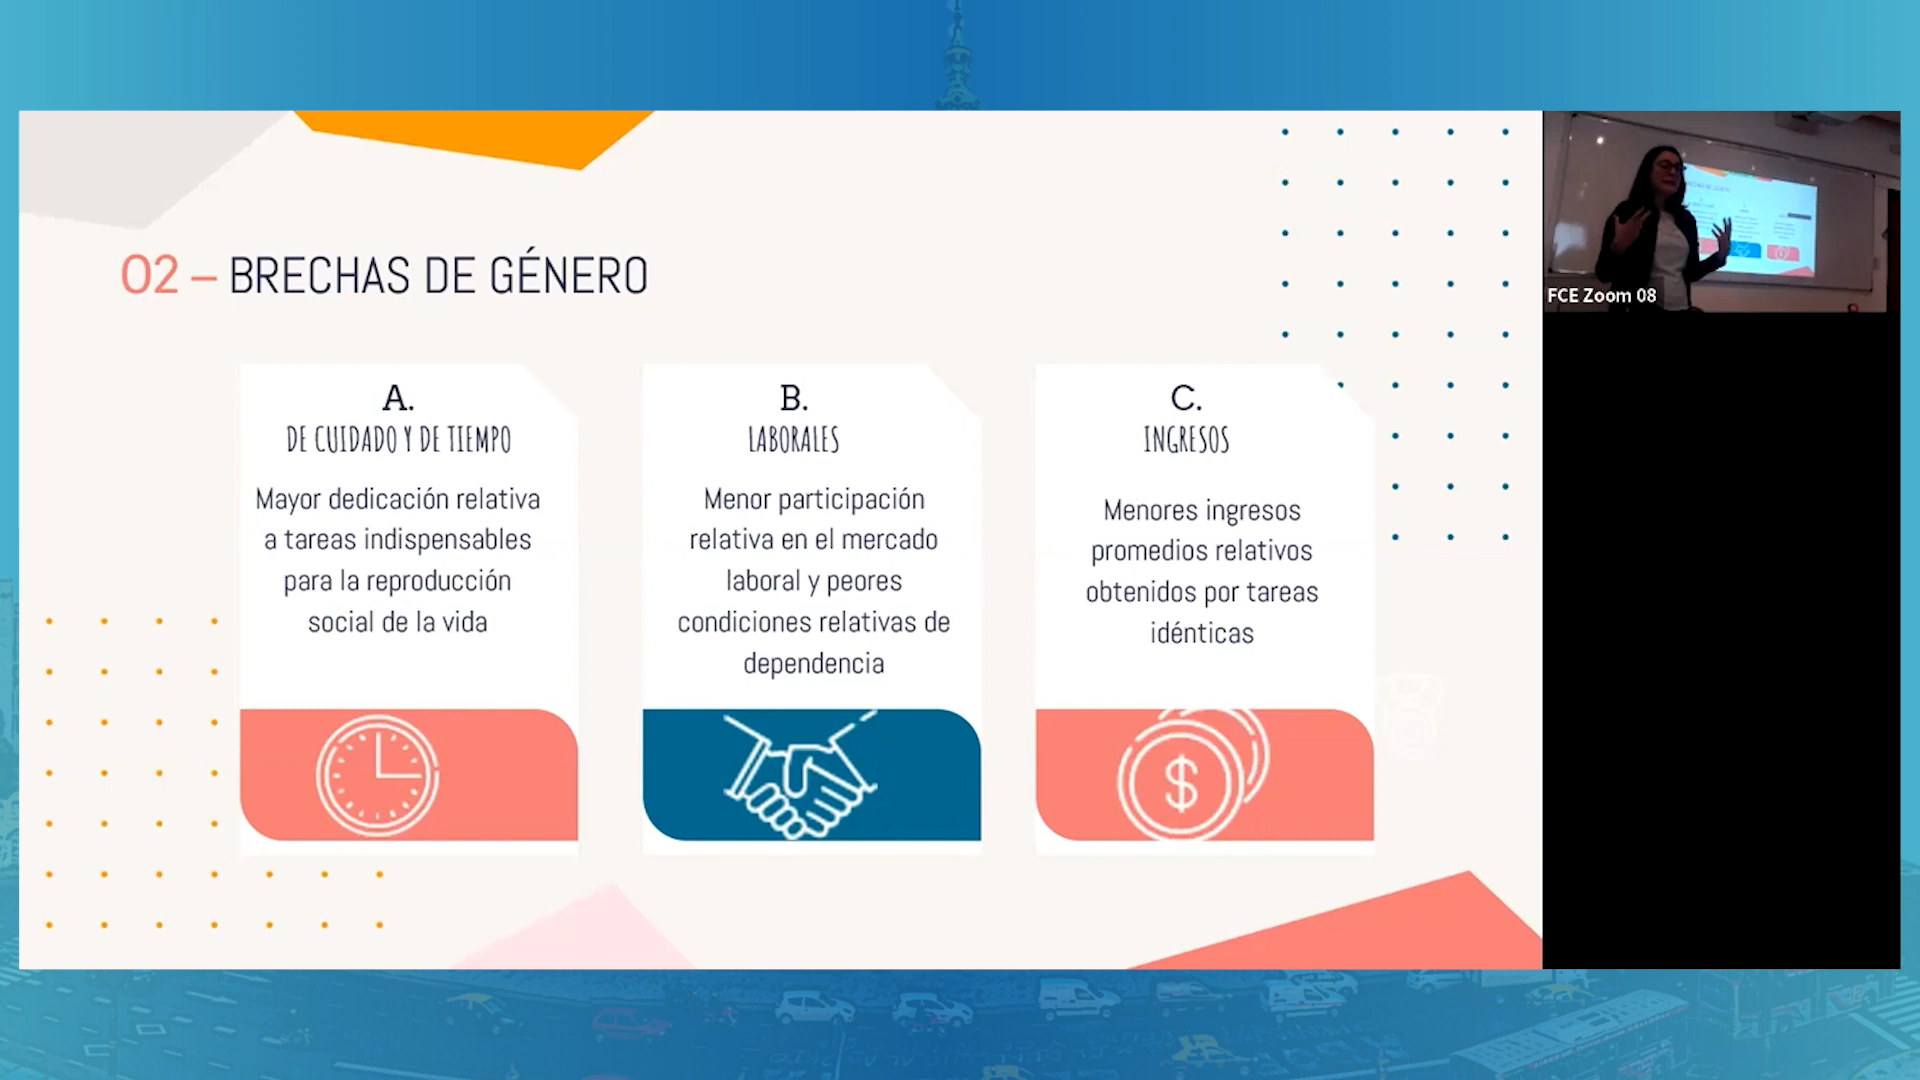 02 – BRECHAS DE GÉNERO
A.
DE CUIDADO Y DE TIEMPO
Mayor dedicación relativa
a tareas indispensables
para la reproducción
social de la vida
B.
LABORALES
Menor participación
relativa en el mercado
laboral y peores
condiciones relativas de
dependencia
C.
INGRESOS
Menores ingresos
promedios relativos
obtenidos por tareas
idénticas
$
FCE Zoom 08